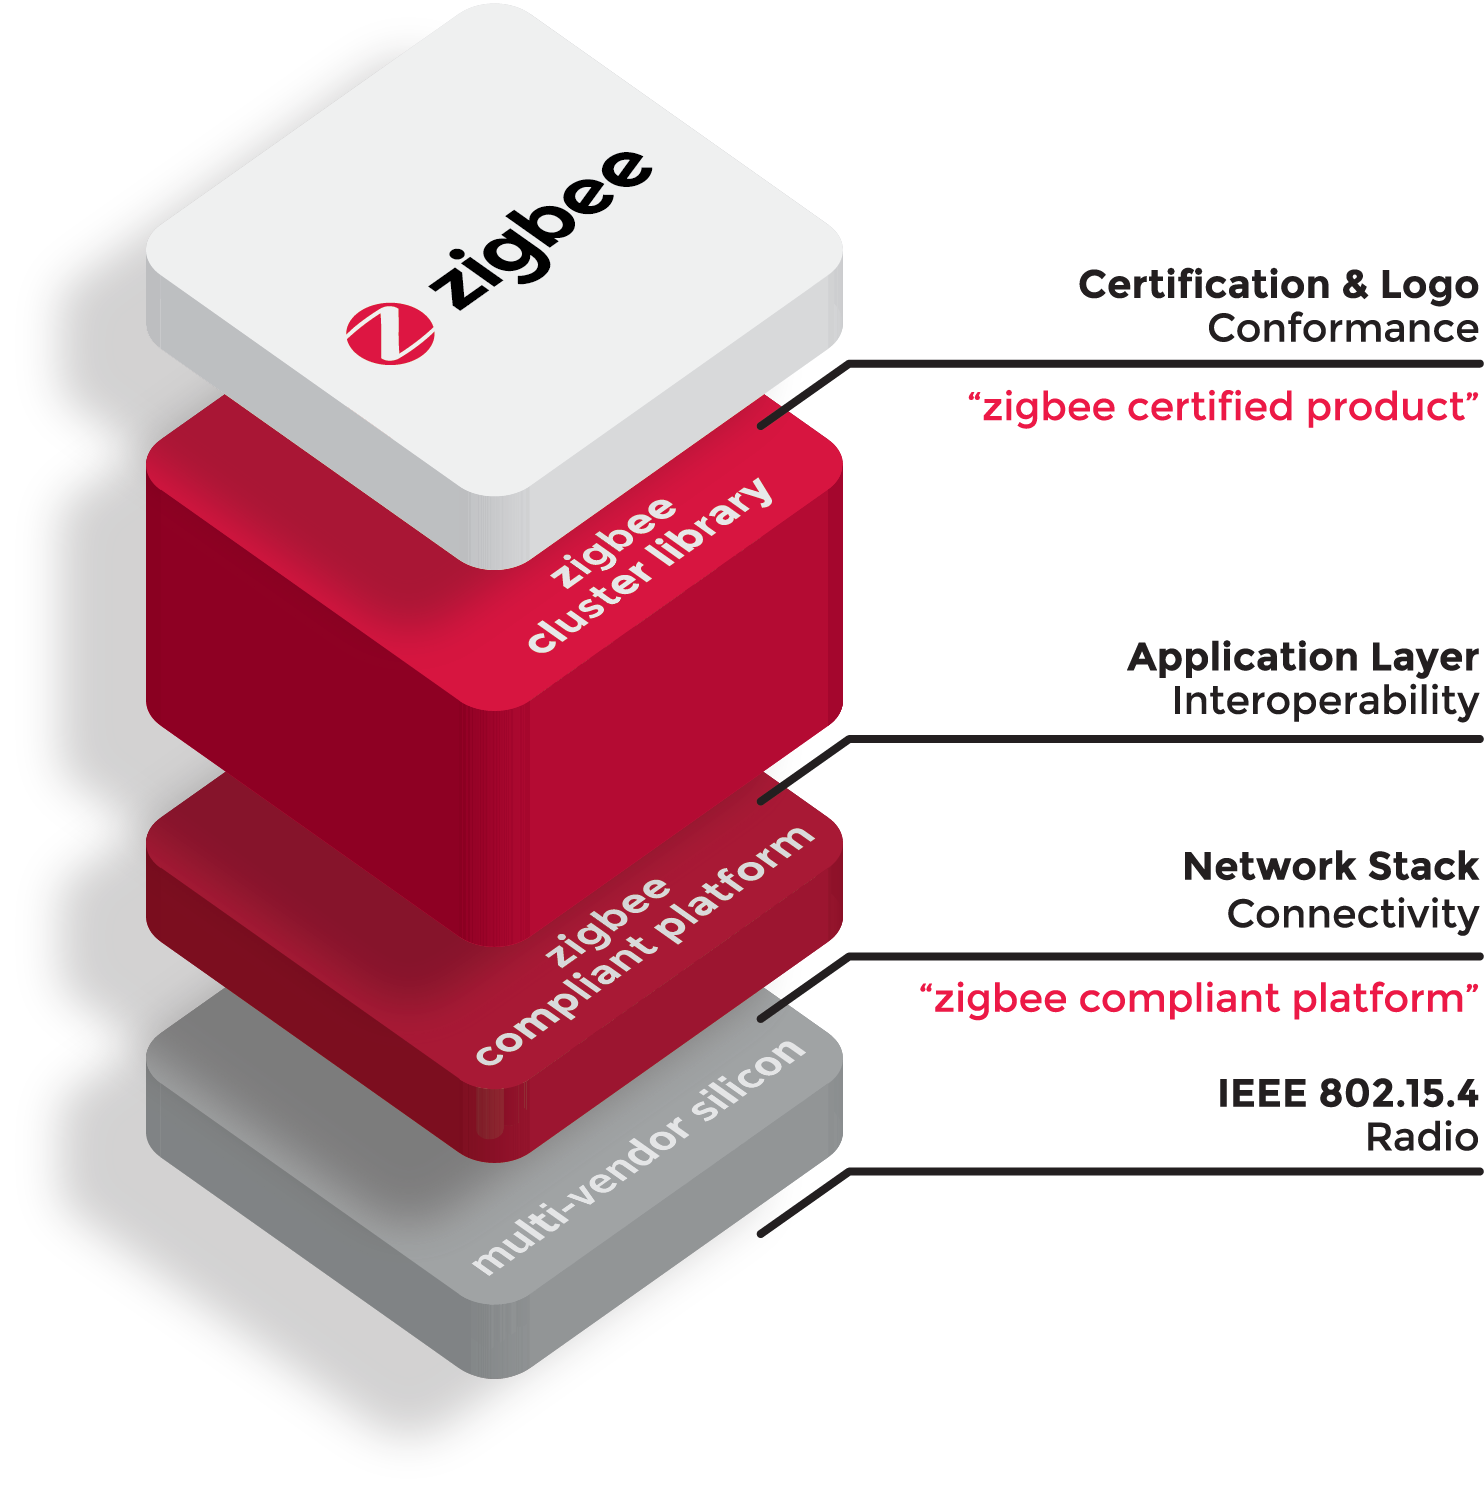 zigbee
Certification & Logo
Conformance
“zigbee certified product”
zigbee
cluster library
Application Layer
Interoperability
zigbee
compliant platform
Network Stack
Connectivity
“zigbee compliant platform”
multi-vendor silicon
IEEE 802.15.4
Radio